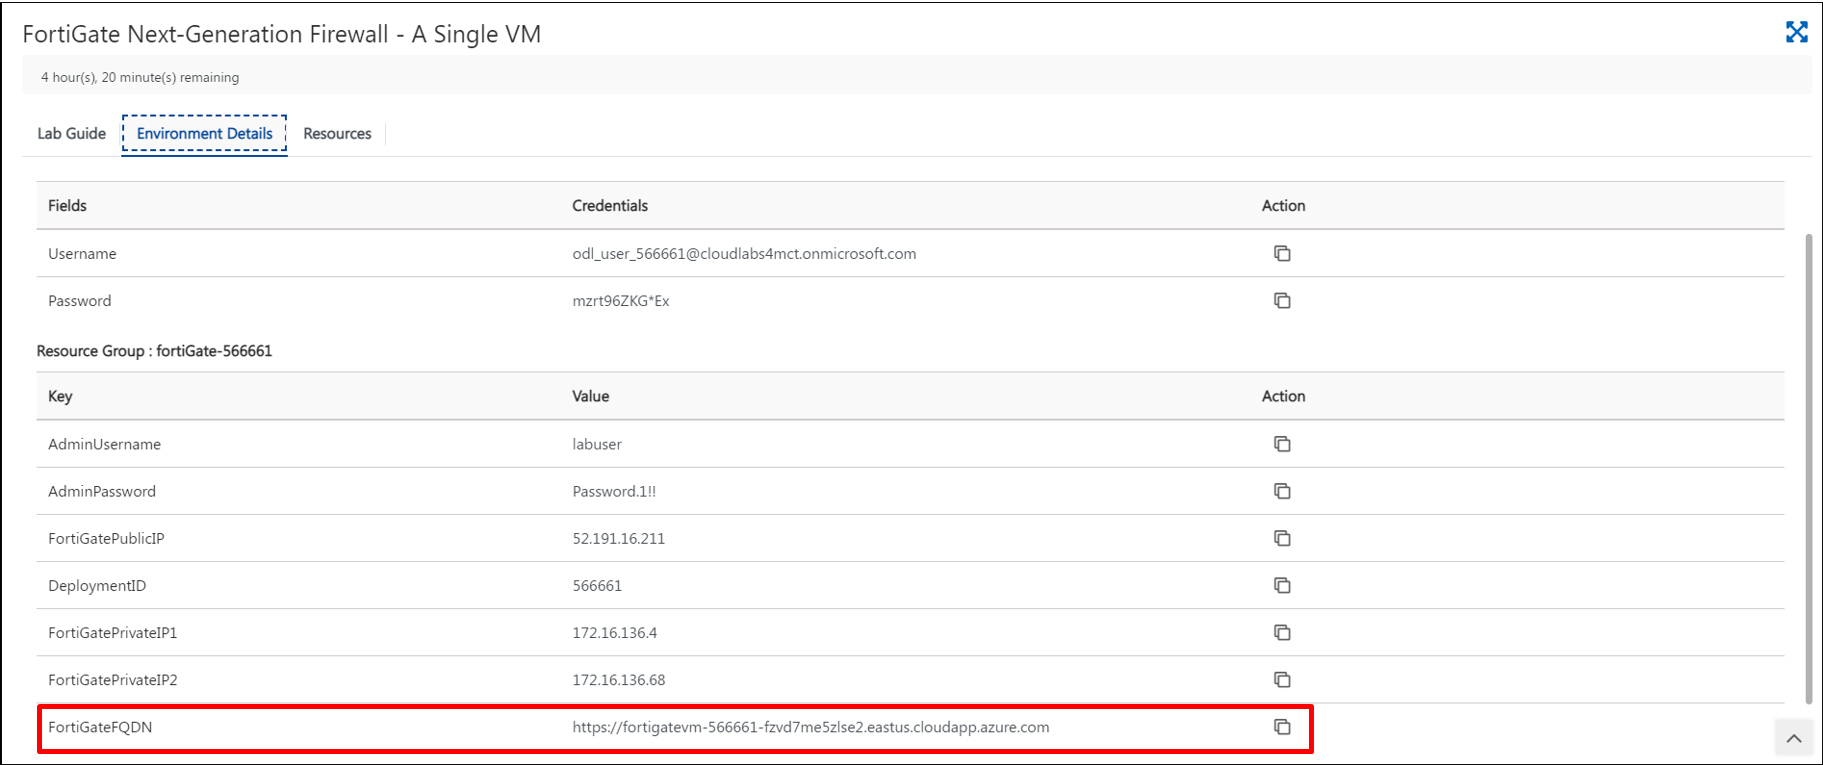 FortiGate Next-Generation Firewall - A Single VM
4 hour(s), 20 minute(s) remaining
Lab Guide Environment Details Resources
Fields Credentials Action
Username odl_user_566661@cloudlabs4mct.onmicrosoft.com
Password mzrt96ZKG*Ex
Resource Group : fortiGate-566661
Key Value Action
AdminUsername labuser
AdminPassword Password.1!!
FortiGatePublicIP 52.191.16.211
DeploymentID 566661
FortiGatePrivateIP1 172.16.136.4
FortiGatePrivateIP2 172.16.136.68
FortiGateFQDN https://fortigatevm-566661-fzvd7me5zlse2.eastus.cloudapp.azure.com